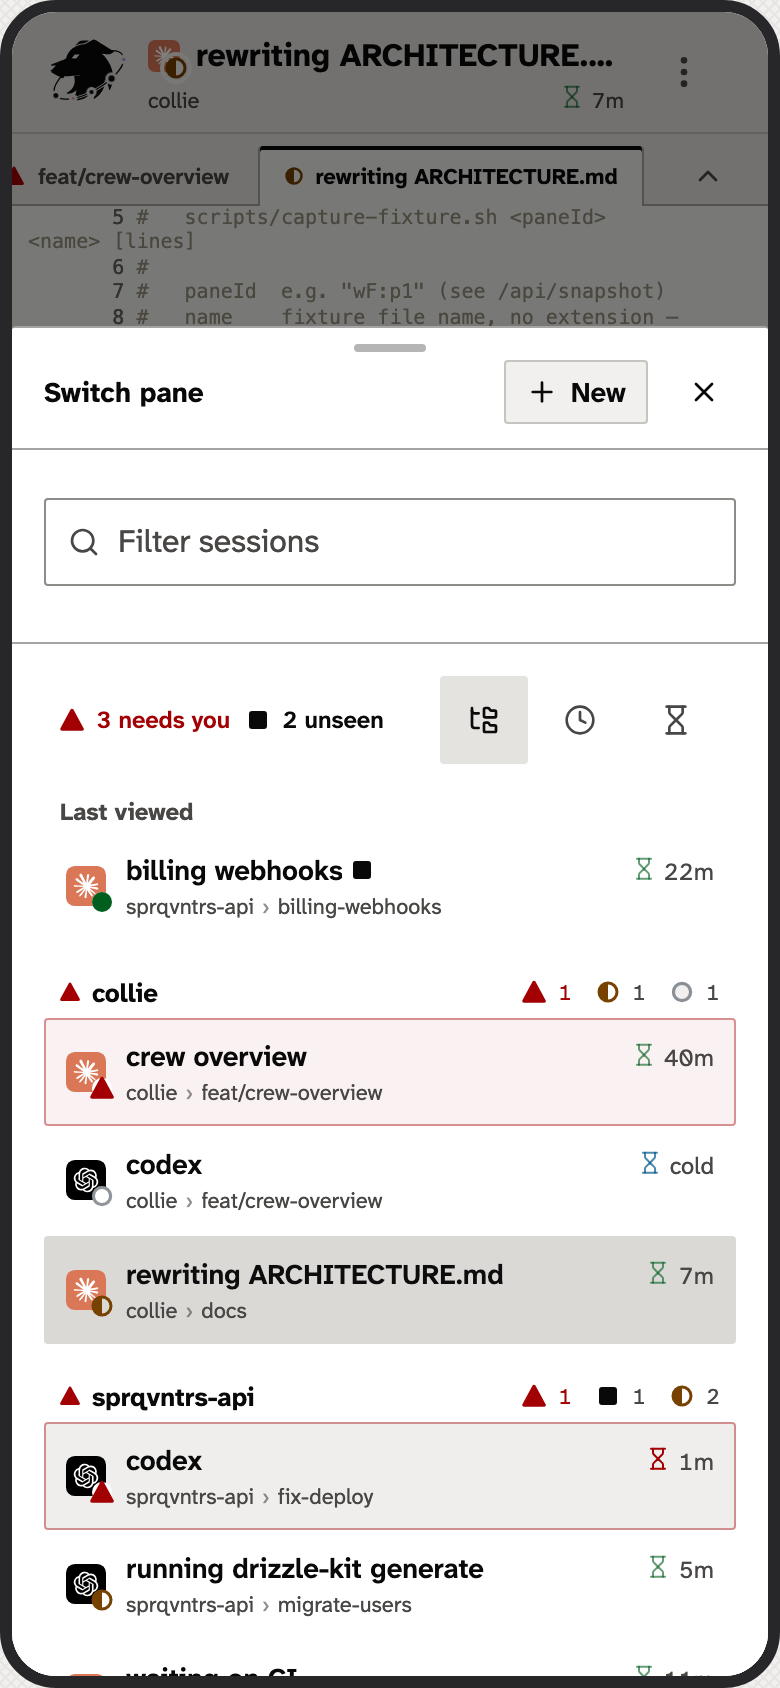 rewriting ARCHITECTURE....
collie
7m
feat/crew-overview
rewriting ARCHITECTURE.md
5 #   scripts/capture-fixture.sh <paneId>
<name> [lines]
6 #
7 #   paneId  e.g. "wF:p1" (see /api/snapshot)
8 #   name    fixture file name, no extension —
Switch pane
+ New
Filter sessions
3 needs you
2 unseen
Last viewed
billing webhooks
22m
sprqvntrs-api › billing-webhooks
collie
1
1
1
crew overview
40m
collie › feat/crew-overview
codex
cold
collie › feat/crew-overview
rewriting ARCHITECTURE.md
7m
collie › docs
sprqvntrs-api
1
1
2
codex
1m
sprqvntrs-api › fix-deploy
running drizzle-kit generate
5m
sprqvntrs-api › migrate-users
waiting on CI
11m